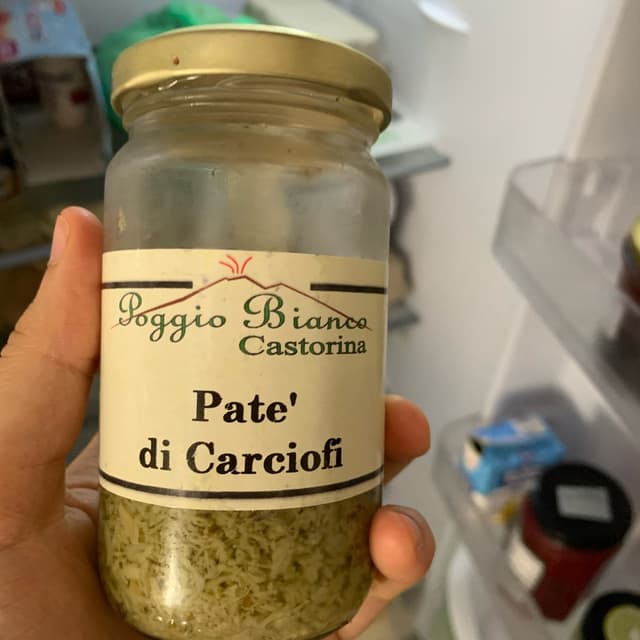 Poggio Bianco
Castorina
Pate'
di Carciofi